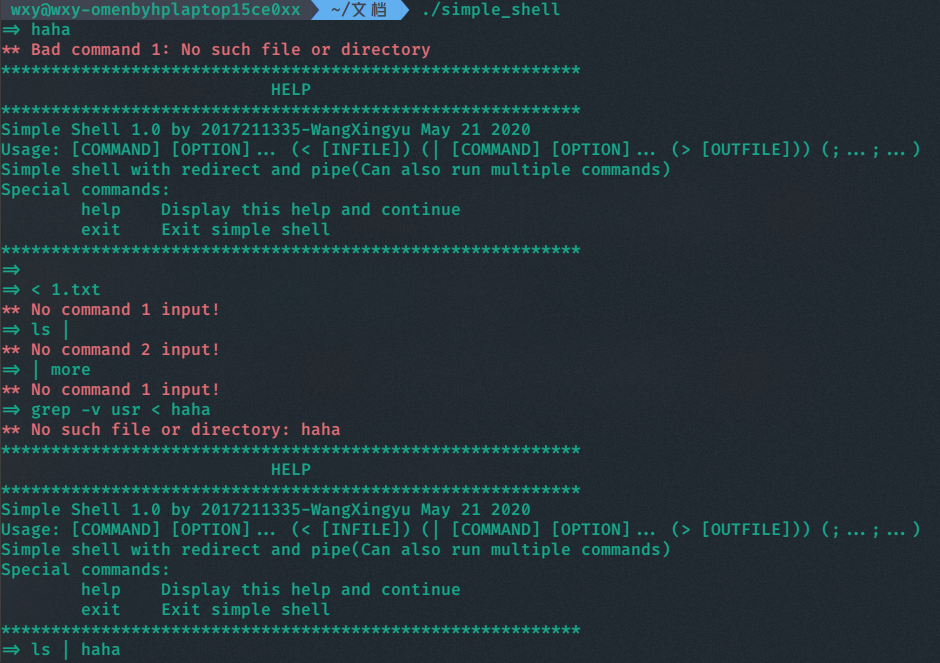 wxy@wxy-omenbyhplaptop15ce0xx ~/文档 ./simple_shell
=> haha
** Bad command 1: No such file or directory
**********************************************************
HELP
**********************************************************
Simple Shell 1.0 by 2017211335-WangXingyu May 21 2020
Usage: [COMMAND] [OPTION]... (< [INFILE]) (| [COMMAND] [OPTION]... (> [OUTFILE])) (;...;...)
Simple shell with redirect and pipe(Can also run multiple commands)
Special commands:
help    Display this help and continue
exit    Exit simple shell
**********************************************************
=>
=> < 1.txt
** No command 1 input!
=> ls |
** No command 2 input!
=> | more
** No command 1 input!
=> grep -v usr < haha
** No such file or directory: haha
**********************************************************
HELP
**********************************************************
Simple Shell 1.0 by 2017211335-WangXingyu May 21 2020
Usage: [COMMAND] [OPTION]... (< [INFILE]) (| [COMMAND] [OPTION]... (> [OUTFILE])) (;...;...)
Simple shell with redirect and pipe(Can also run multiple commands)
Special commands:
help    Display this help and continue
exit    Exit simple shell
**********************************************************
=> ls | haha